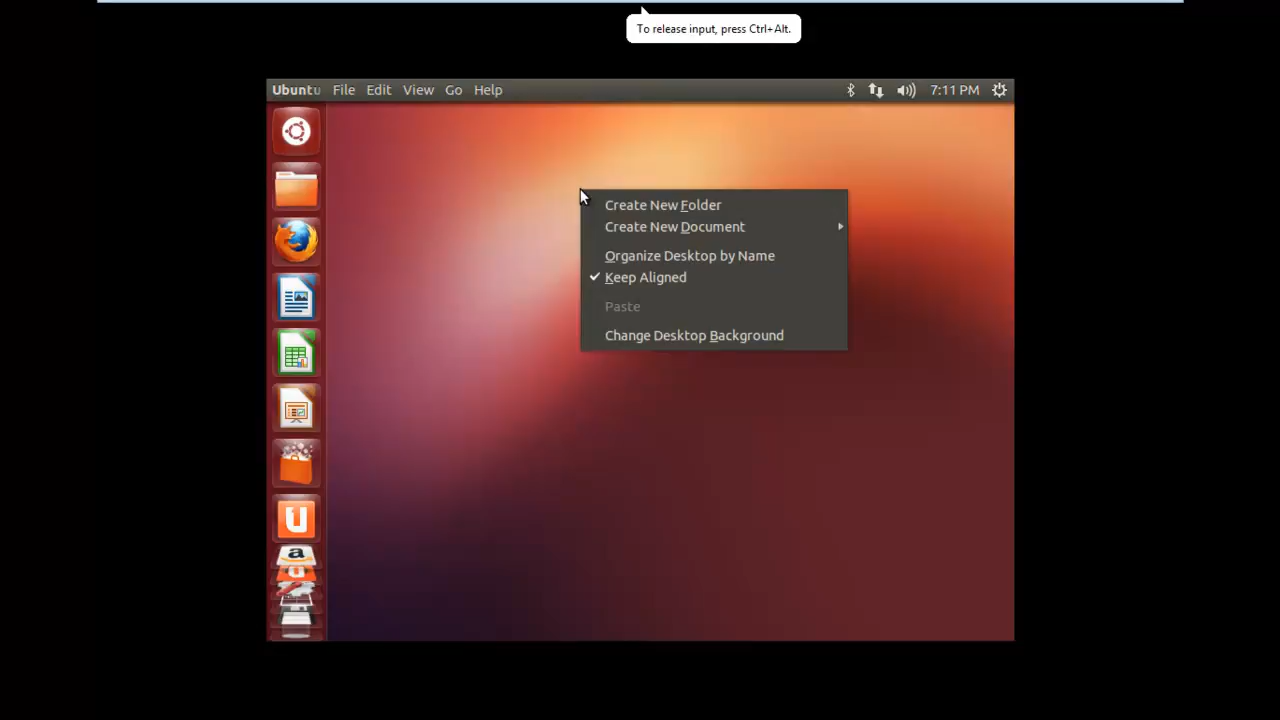 To release input, press Ctrl+Alt.
Ubuntu File Edit View Go Help 7:11 PM
Create New Folder
Create New Document
Organize Desktop by Name
Keep Aligned
Paste
Change Desktop Background
U
a
U